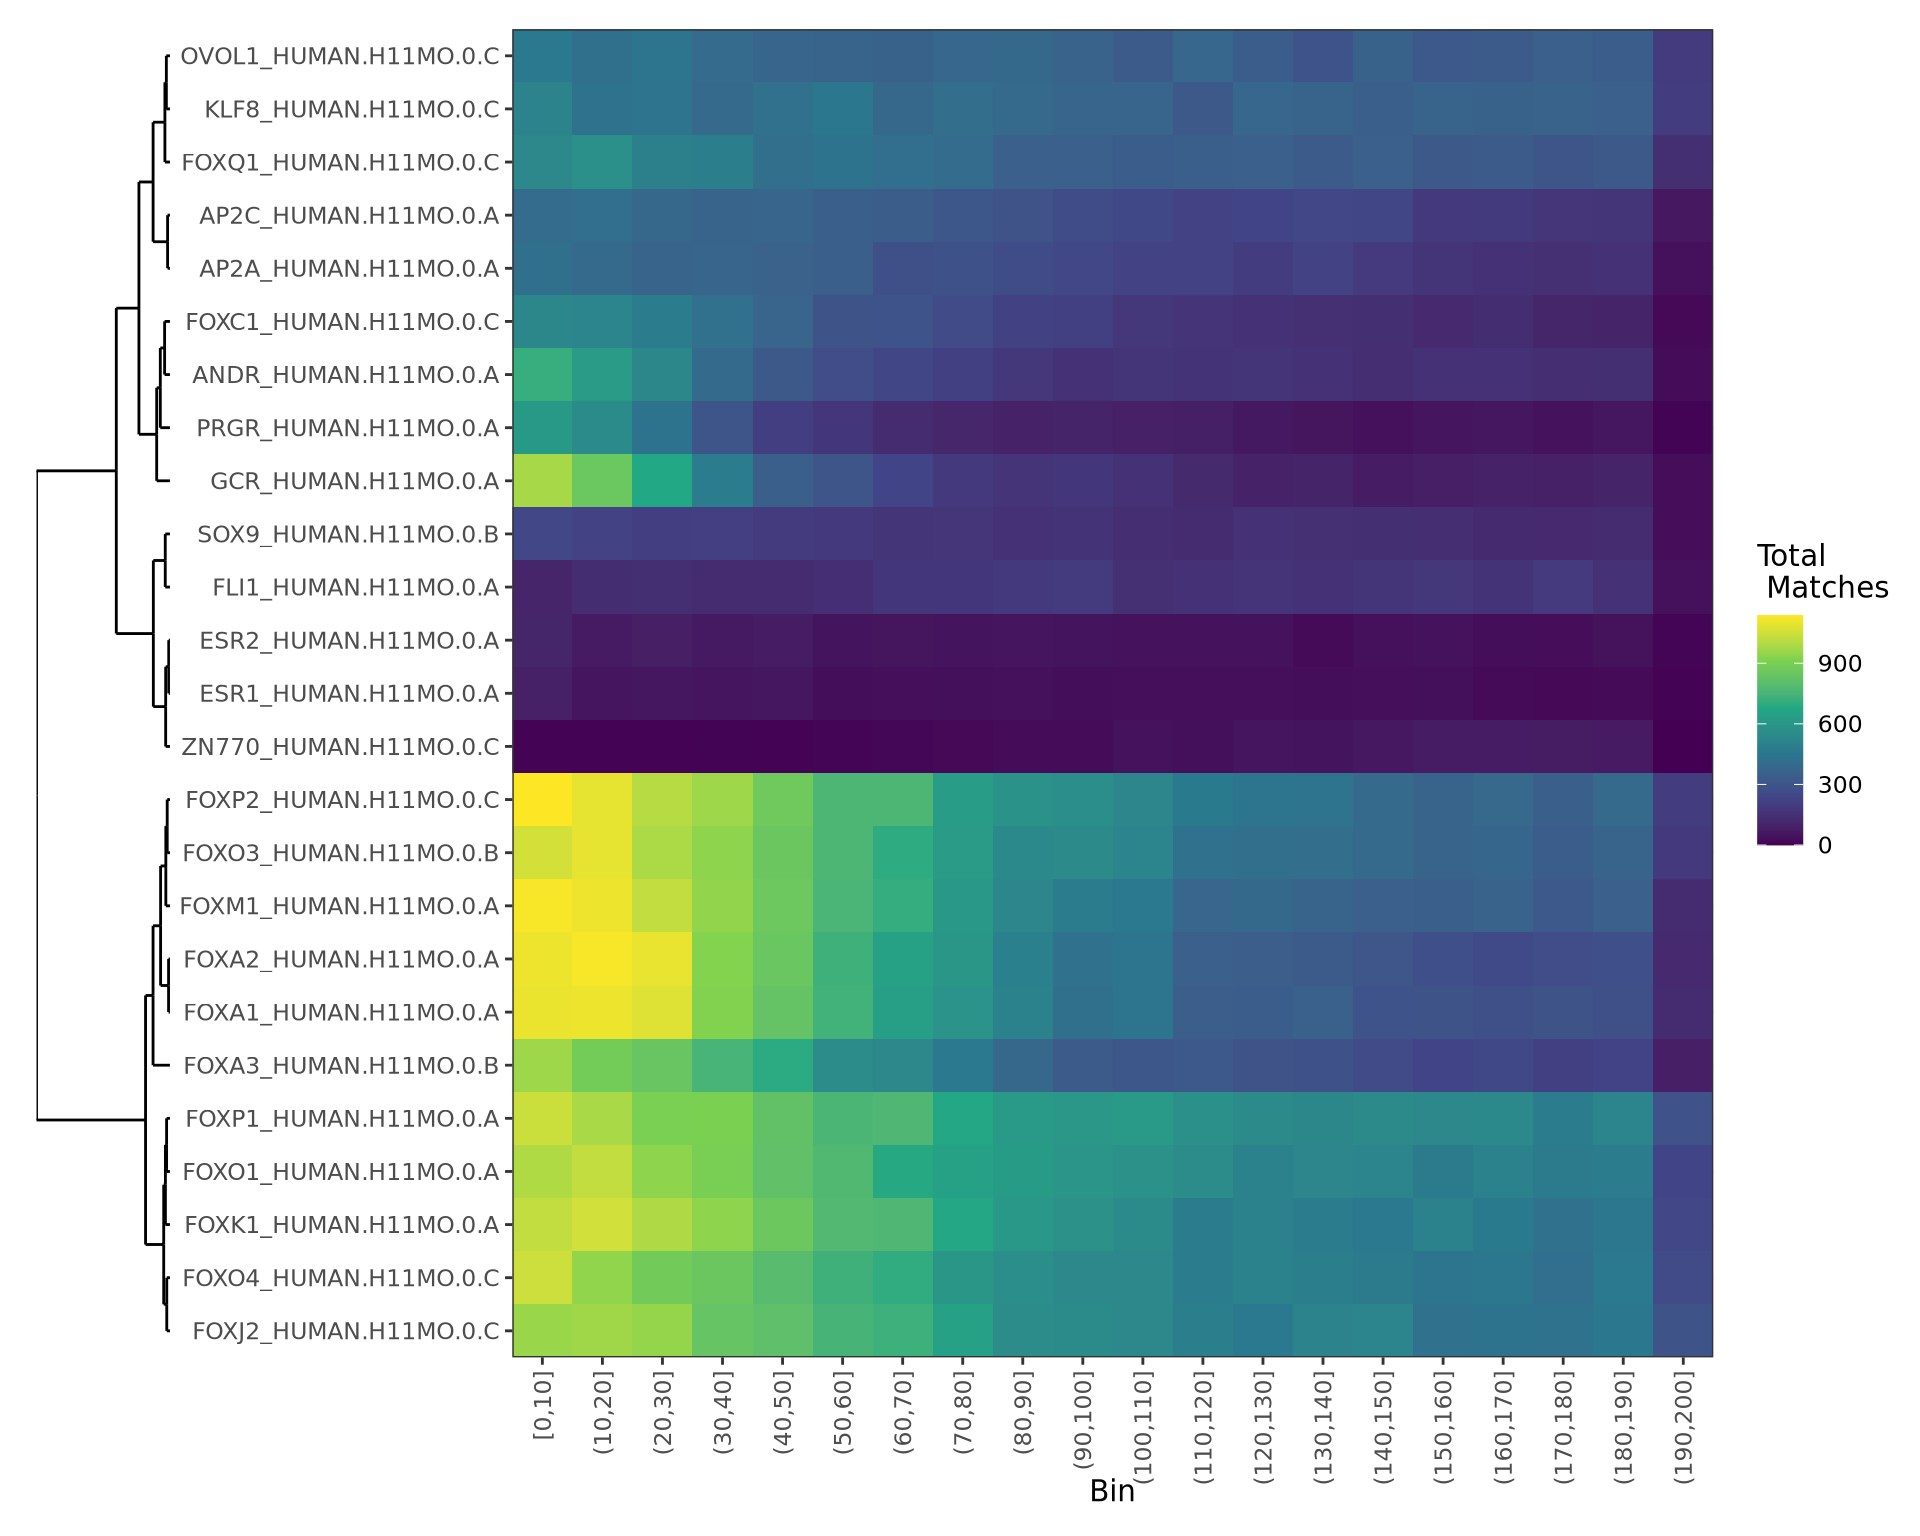 OVOL1_HUMAN.H11MO.0.C
KLF8_HUMAN.H11MO.0.C
FOXQ1_HUMAN.H11MO.0.C
AP2C_HUMAN.H11MO.0.A
AP2A_HUMAN.H11MO.0.A
FOXC1_HUMAN.H11MO.0.C
ANDR_HUMAN.H11MO.0.A
PRGR_HUMAN.H11MO.0.A
GCR_HUMAN.H11MO.0.A
SOX9_HUMAN.H11MO.0.B
FLI1_HUMAN.H11MO.0.A
ESR2_HUMAN.H11MO.0.A
ESR1_HUMAN.H11MO.0.A
ZN770_HUMAN.H11MO.0.C
FOXP2_HUMAN.H11MO.0.C
FOXO3_HUMAN.H11MO.0.B
FOXM1_HUMAN.H11MO.0.A
FOXA2_HUMAN.H11MO.0.A
FOXA1_HUMAN.H11MO.0.A
FOXA3_HUMAN.H11MO.0.B
FOXP1_HUMAN.H11MO.0.A
FOXO1_HUMAN.H11MO.0.A
FOXK1_HUMAN.H11MO.0.A
FOXO4_HUMAN.H11MO.0.C
FOXJ2_HUMAN.H11MO.0.C
[0,10]
(10,20]
(20,30]
(30,40]
(40,50]
(50,60]
(60,70]
(70,80]
(80,90]
(90,100]
(100,110]
(110,120]
(120,130]
(130,140]
(140,150]
(150,160]
(160,170]
(170,180]
(180,190]
(190,200]
Bin
Total
Matches
900
600
300
0